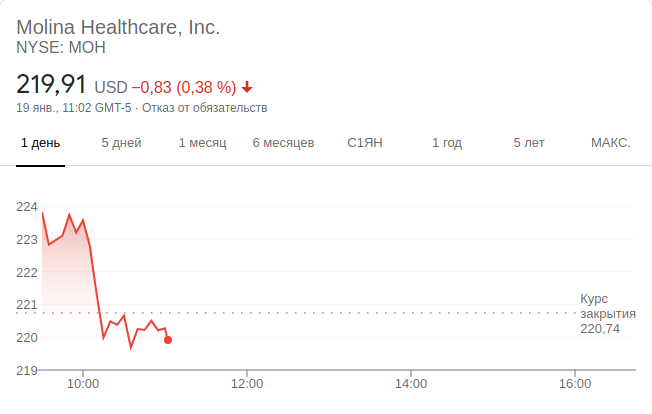 Molina Healthcare, Inc.
NYSE: MOH
219,91 USD −0,83 (0,38 %)
19 янв., 11:02 GMT-5 · Отказ от обязательств
1 день 5 дней 1 месяц 6 месяцев С1ЯН 1 год 5 лет МАКС.
224
223
222
221
220
219
Курс
закрытия
220,74
10:00 12:00 14:00 16:00